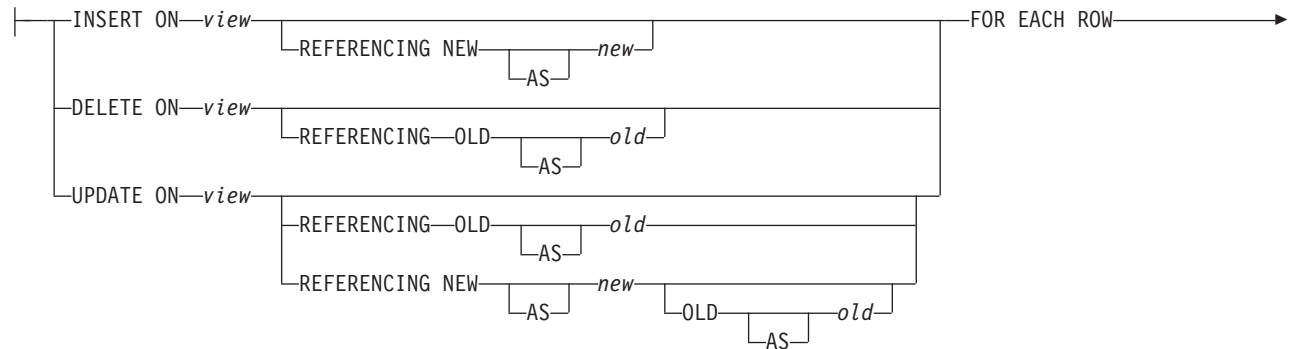 INSERT ON view FOR EACH ROW
REFERENCING NEW new
AS
DELETE ON view
REFERENCING OLD old
AS
UPDATE ON view
REFERENCING OLD old
AS
REFERENCING NEW new
AS OLD old
AS